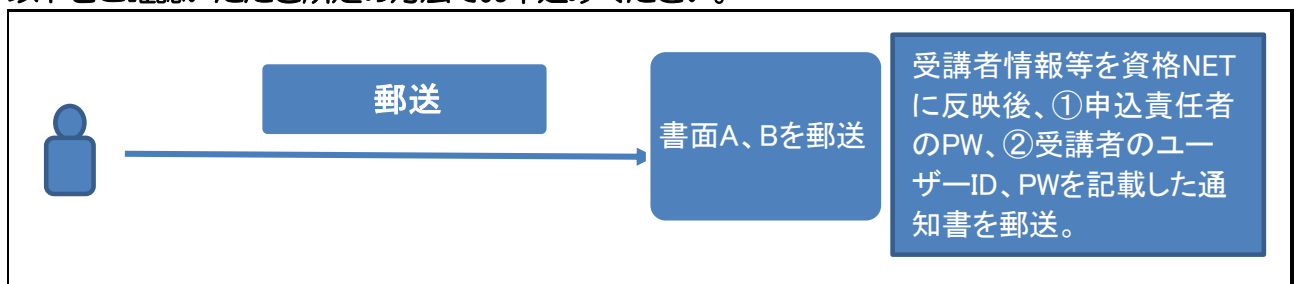 郵送
書面A、Bを郵送
受講者情報等を資格NET
に反映後、①申込責任者
のPW、②受講者のユー
ザーID、PWを記載した通
知書を郵送。